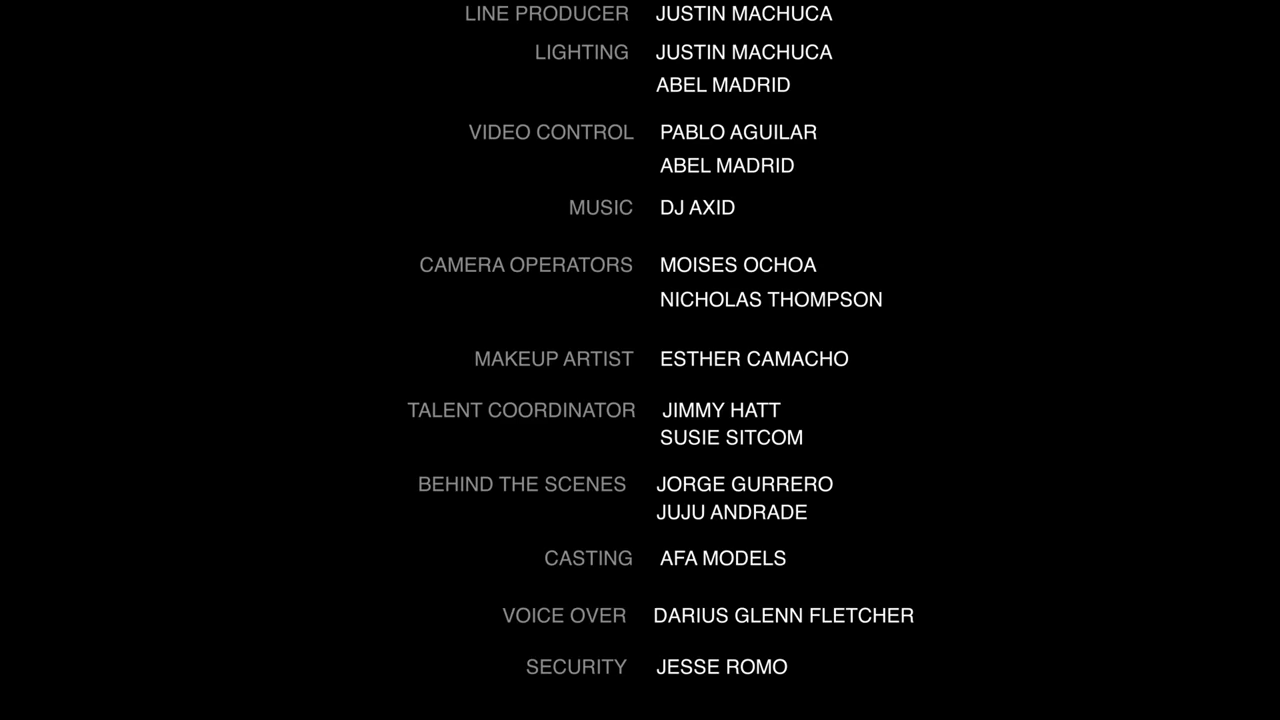 LINE PRODUCER JUSTIN MACHUCA
LIGHTING JUSTIN MACHUCA
ABEL MADRID
VIDEO CONTROL PABLO AGUILAR
ABEL MADRID
MUSIC DJ AXID
CAMERA OPERATORS MOISES OCHOA
NICHOLAS THOMPSON
MAKEUP ARTIST ESTHER CAMACHO
TALENT COORDINATOR JIMMY HATT
SUSIE SITCOM
BEHIND THE SCENES JORGE GURRERO
JUJU ANDRADE
CASTING AFA MODELS
VOICE OVER DARIUS GLENN FLETCHER
SECURITY JESSE ROMO